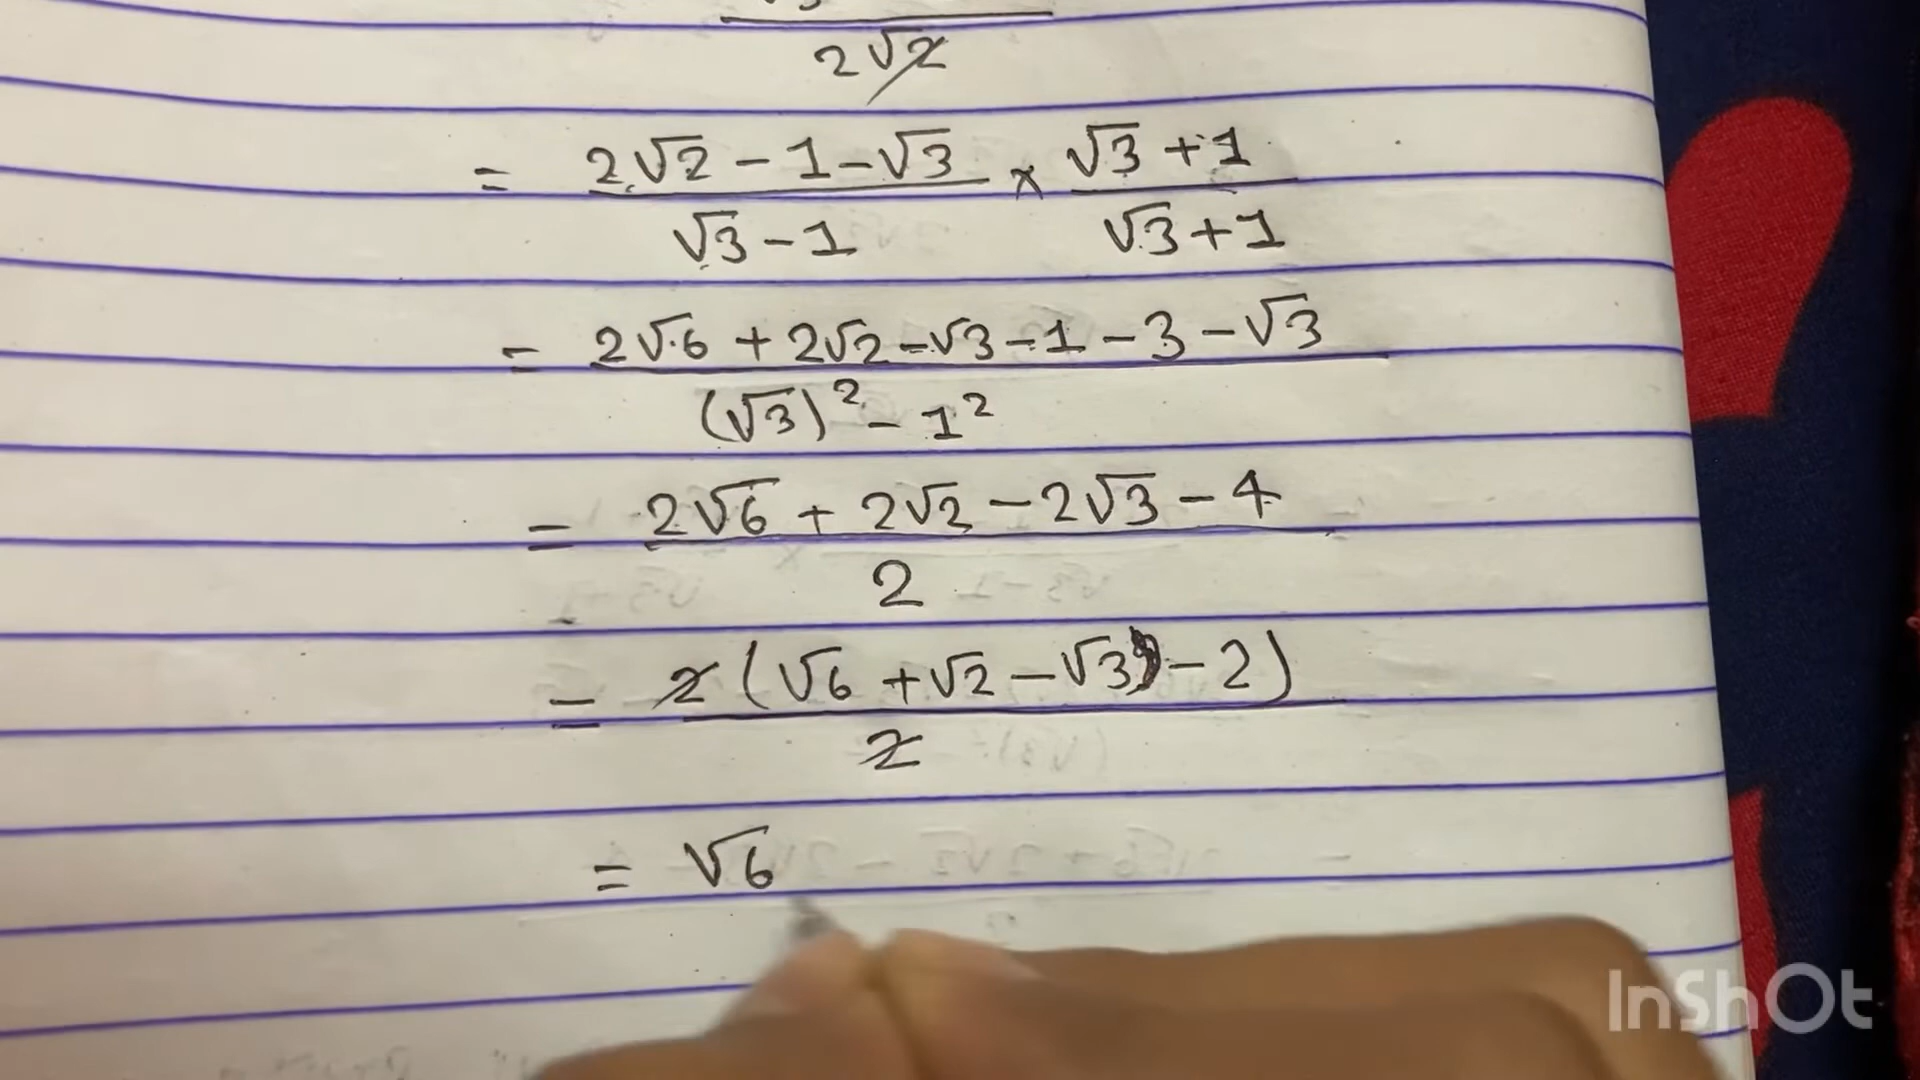 2√2
= 2√2 - 1 - √3 / √3 - 1 × √3 + 1 / √3 + 1
= 2√6 + 2√2 - √3 - 1 - 3 - √3 / (√3)² - 1²
= 2√6 + 2√2 - 2√3 - 4 / 2
= 2(√6 + √2 - √3 - 2) / 2
= √6
InShOt